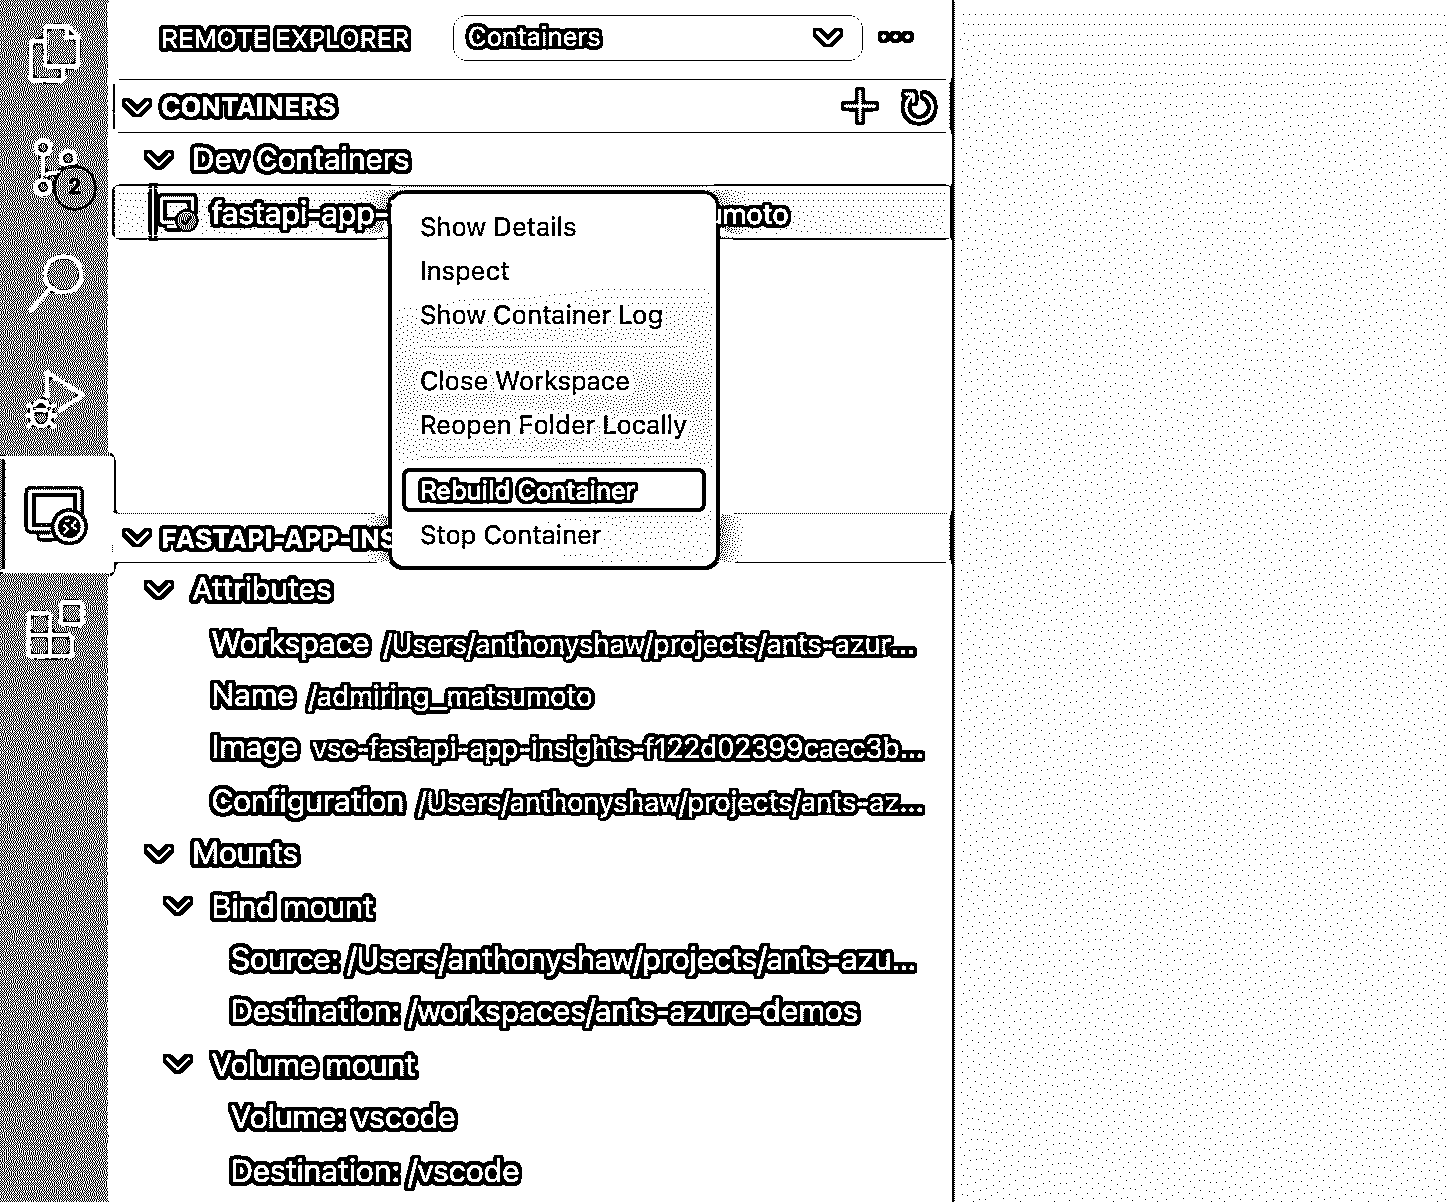 REMOTE EXPLORER Containers
CONTAINERS
2
Dev Containers
fastapi-app- umoto
Show Details
Inspect
Show Container Log
Close Workspace
Reopen Folder Locally
Rebuild Container
Stop Container
FASTAPI-APP-INS
Attributes
Workspace /Users/anthonyshaw/projects/ants-azur...
Name /admiring_matsumoto
Image vsc-fastapi-app-insights-f122d02399caec3b...
Configuration /Users/anthonyshaw/projects/ants-az...
Mounts
Bind mount
Source: /Users/anthonyshaw/projects/ants-azu...
Destination: /workspaces/ants-azure-demos
Volume mount
Volume: vscode
Destination: /vscode